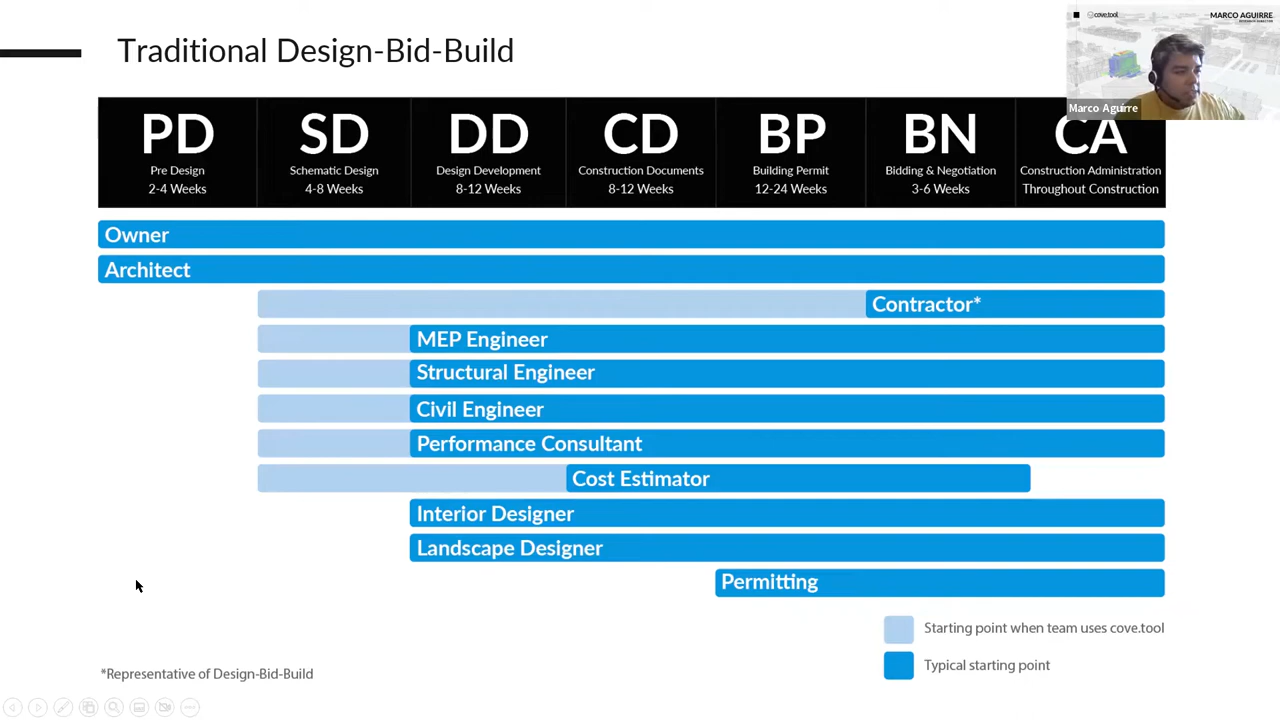 Traditional Design-Bid-Build
cove.tool
MARCO AGUIRRE
Marco Aguirre
PD
Pre Design
2-4 Weeks
SD
Schematic Design
4-8 Weeks
DD
Design Development
8-12 Weeks
CD
Construction Documents
8-12 Weeks
BP
Building Permit
12-24 Weeks
BN
Bidding & Negotiation
3-6 Weeks
CA
Construction Administration
Throughout Construction
Owner
Architect
Contractor*
MEP Engineer
Structural Engineer
Civil Engineer
Performance Consultant
Cost Estimator
Interior Designer
Landscape Designer
Permitting
Starting point when team uses cove.tool
Typical starting point
*Representative of Design-Bid-Build